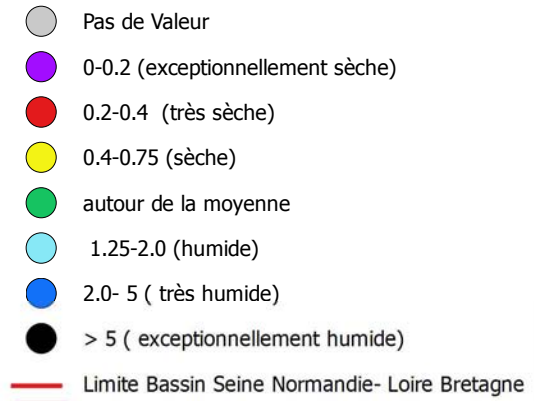 Pas de Valeur
0-0.2 (exceptionnellement sèche)
0.2-0.4 (très sèche)
0.4-0.75 (sèche)
autour de la moyenne
1.25-2.0 (humide)
2.0- 5 ( très humide)
> 5 ( exceptionnellement humide)
Limite Bassin Seine Normandie- Loire Bretagne